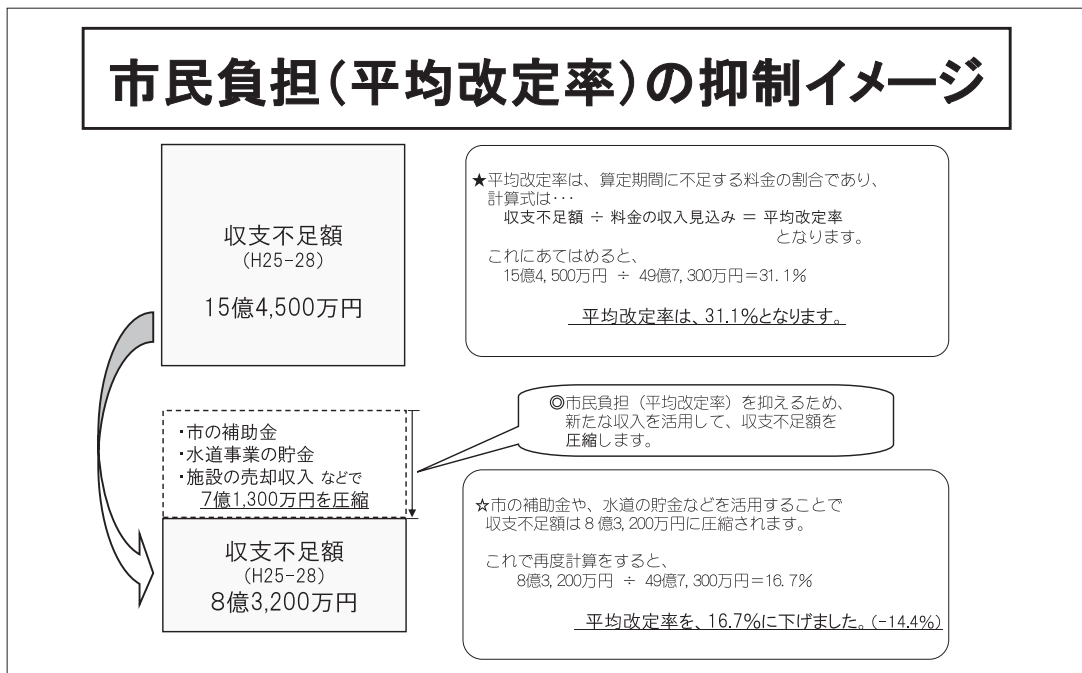 市民負担(平均改定率)の抑制イメージ
収支不足額
(H25-28)
15億4,500万円
★平均改定率は、算定期間に不足する料金の割合であり、
計算式は・・・
収支不足額 ÷ 料金の収入見込み = 平均改定率
となります。
これにあてはめると、
15億4,500万円 ÷ 49億7,300万円=31.1%
平均改定率は、31.1%となります。
・市の補助金
・水道事業の貯金
・施設の売却収入 などで
7億1,300万円を圧縮
◎市民負担(平均改定率)を抑えるため、
新たな収入を活用して、収支不足額を
圧縮します。
収支不足額
(H25-28)
8億3,200万円
☆市の補助金や、水道の貯金などを活用することで
収支不足額は8億3,200万円に圧縮されます。
これで再度計算をすると、
8億3,200万円 ÷ 49億7,300万円=16.7%
平均改定率を、16.7%に下げました。(-14.4%)